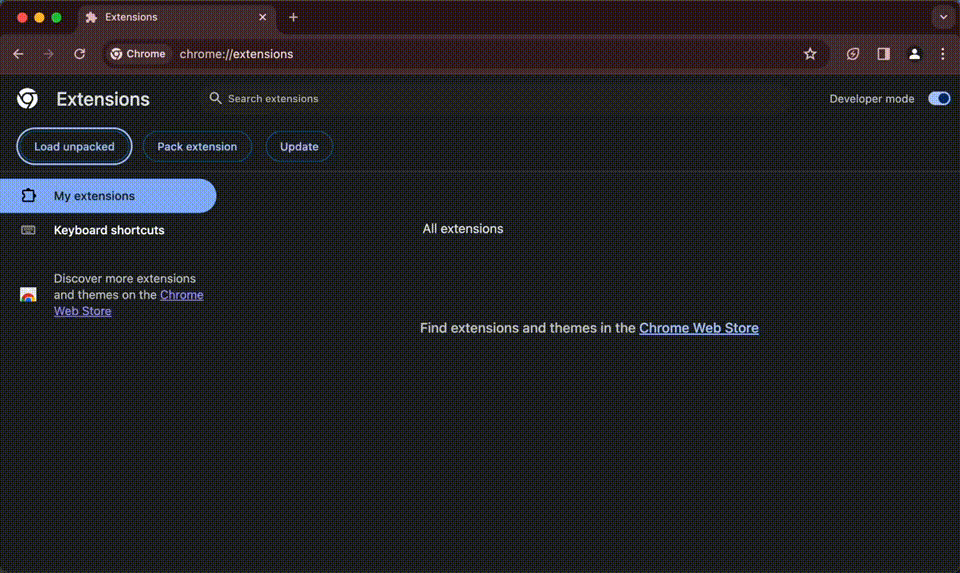 Extensions
Chrome
chrome://extensions
Extensions
Search extensions
Developer mode
Load unpacked
Pack extension
Update
My extensions
Keyboard shortcuts
Discover more extensions
and themes on the Chrome
Web Store
All extensions
Find extensions and themes in the Chrome Web Store